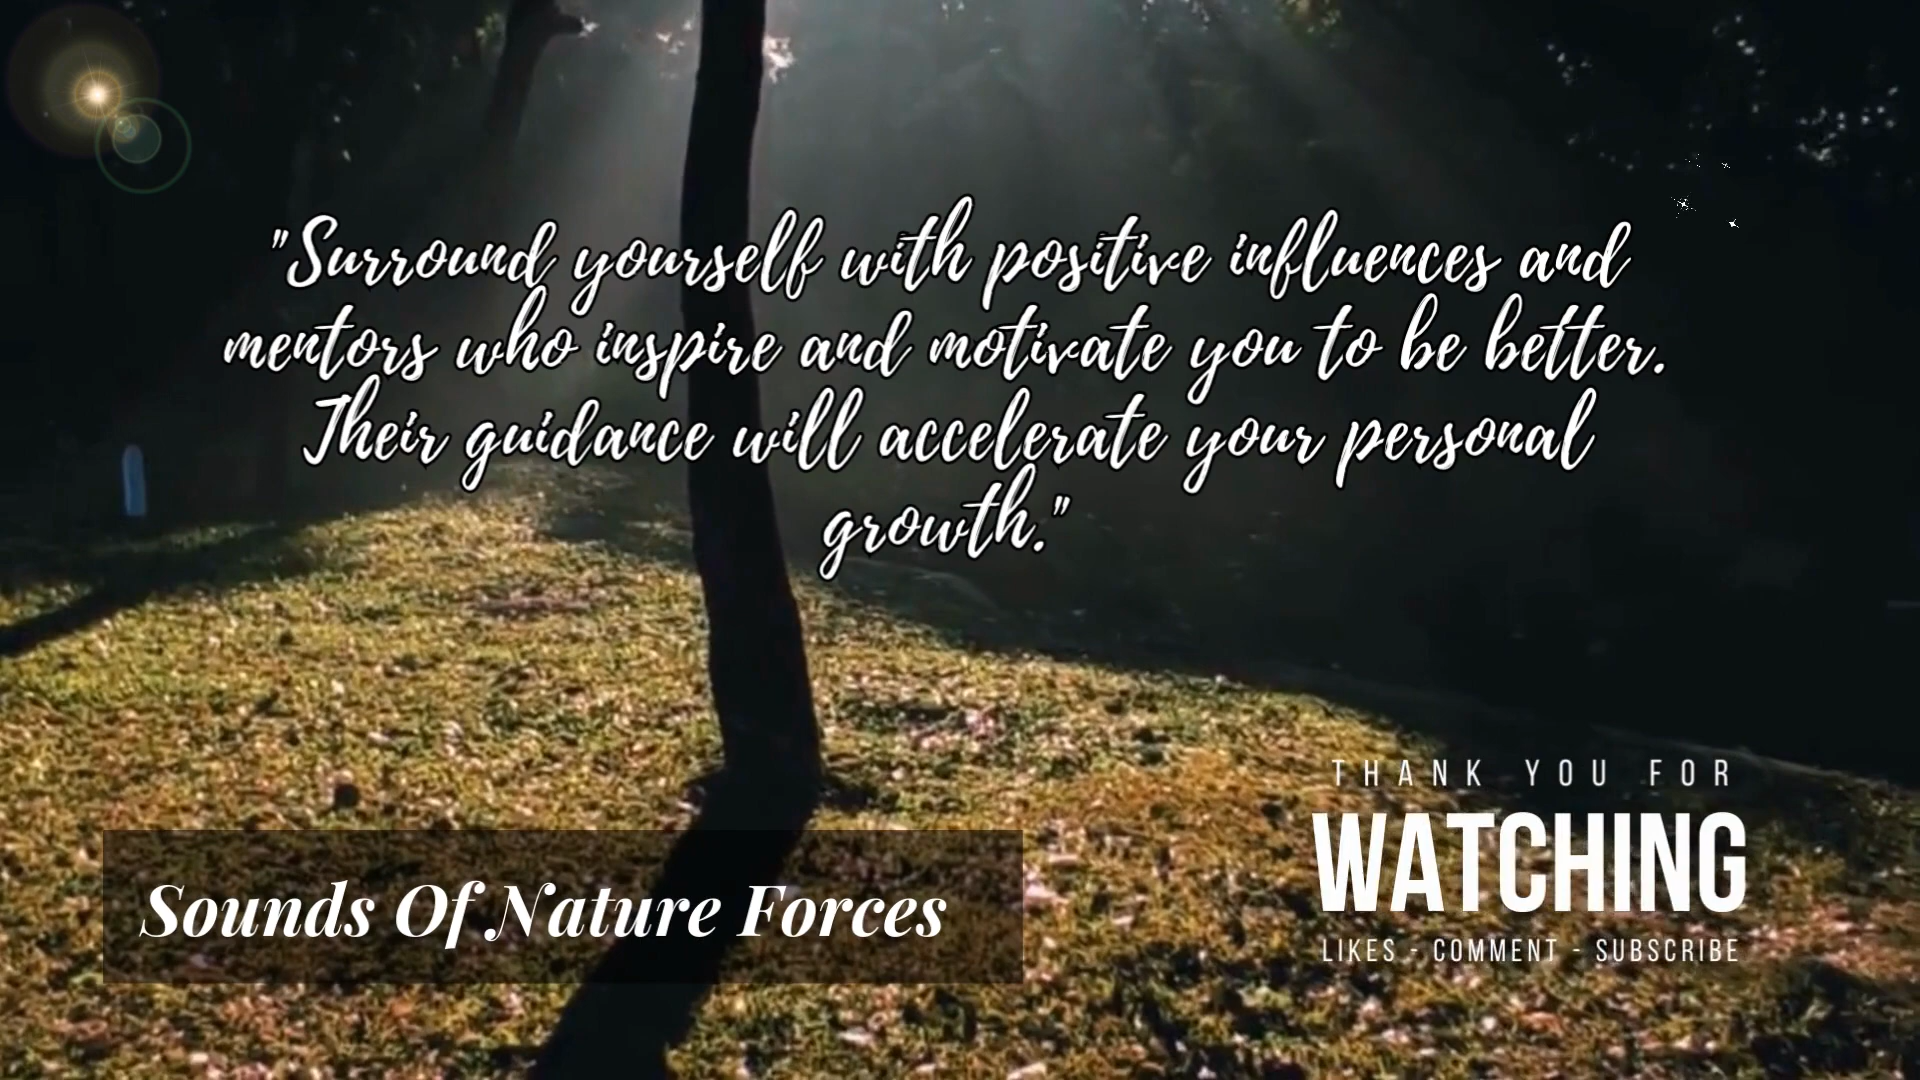 "Surround yourself with positive influences and
mentors who inspire and motivate you to be better.
Their guidance will accelerate your personal
growth."
THANK YOU FOR
WATCHING
LIKES - COMMENT - SUBSCRIBE
Sounds Of Nature Forces